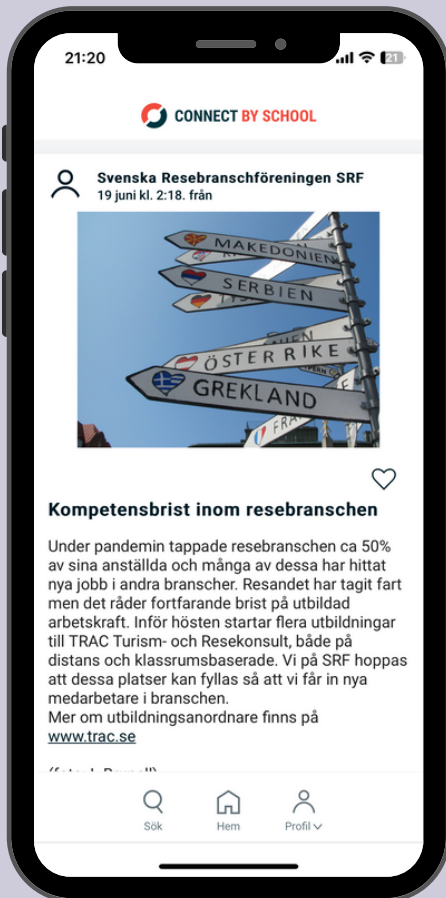 21:20
21
CONNECT BY SCHOOL
Svenska Resebranschföreningen SRF
19 juni kl. 2:18. från
MAKEDONIEN
SERBIEN
ÖSTERRIKE
GREKLAND
FRA
Kompetensbrist inom resebranschen
Under pandemin tappade resebranschen ca 50%
av sina anställda och många av dessa har hittat
nya jobb i andra branscher. Resandet har tagit fart
men det råder fortfarande brist på utbildad
arbetskraft. Inför hösten startar flera utbildningar
till TRAC Turism- och Resekonsult, både på
distans och klassrumsbaserade. Vi på SRF hoppas
att dessa platser kan fyllas så att vi får in nya
medarbetare i branschen.
Mer om utbildningsanordnare finns på
www.trac.se
Sök
Hem
Profil